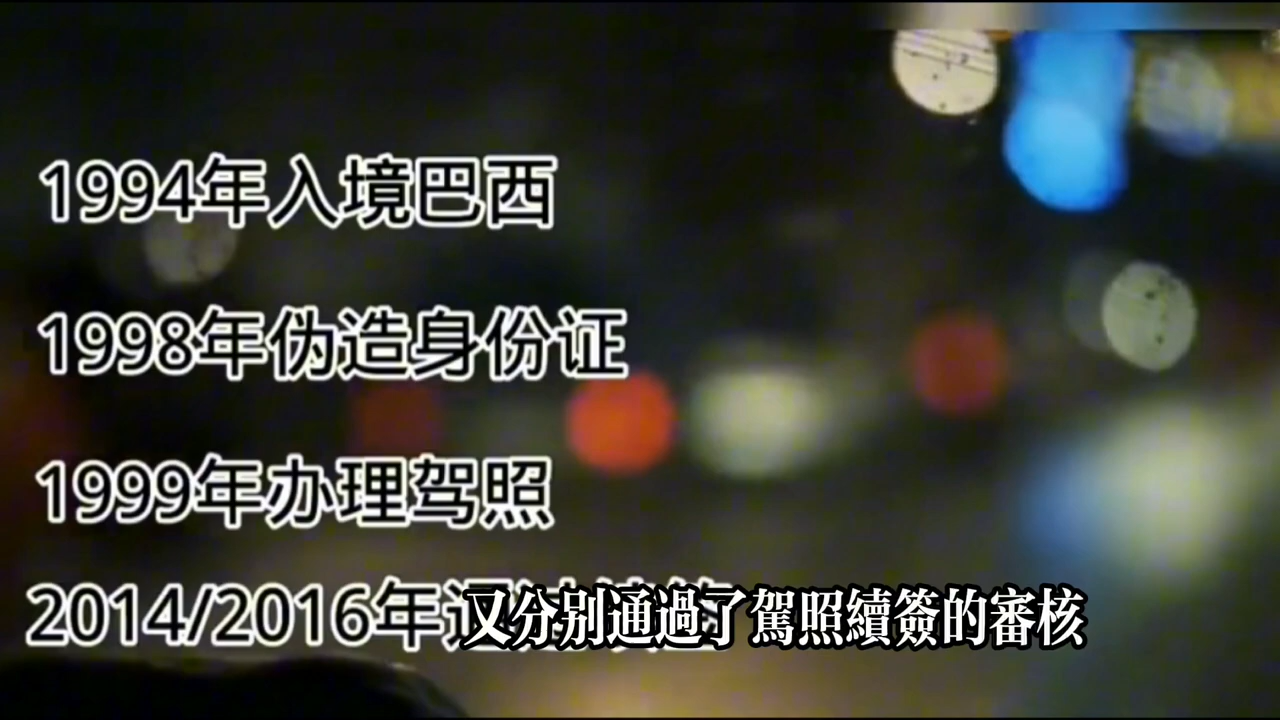 1994年入境巴西
1998年伪造身份证
1999年办理驾照
2014/2016年
又分别通過了駕照續簽的審核